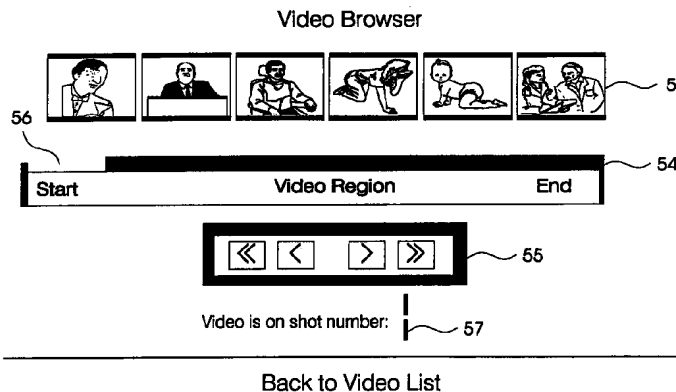 Video Browser
5
56
54
Start Video Region End
« < > »
55
Video is on shot number:
57
Back to Video List